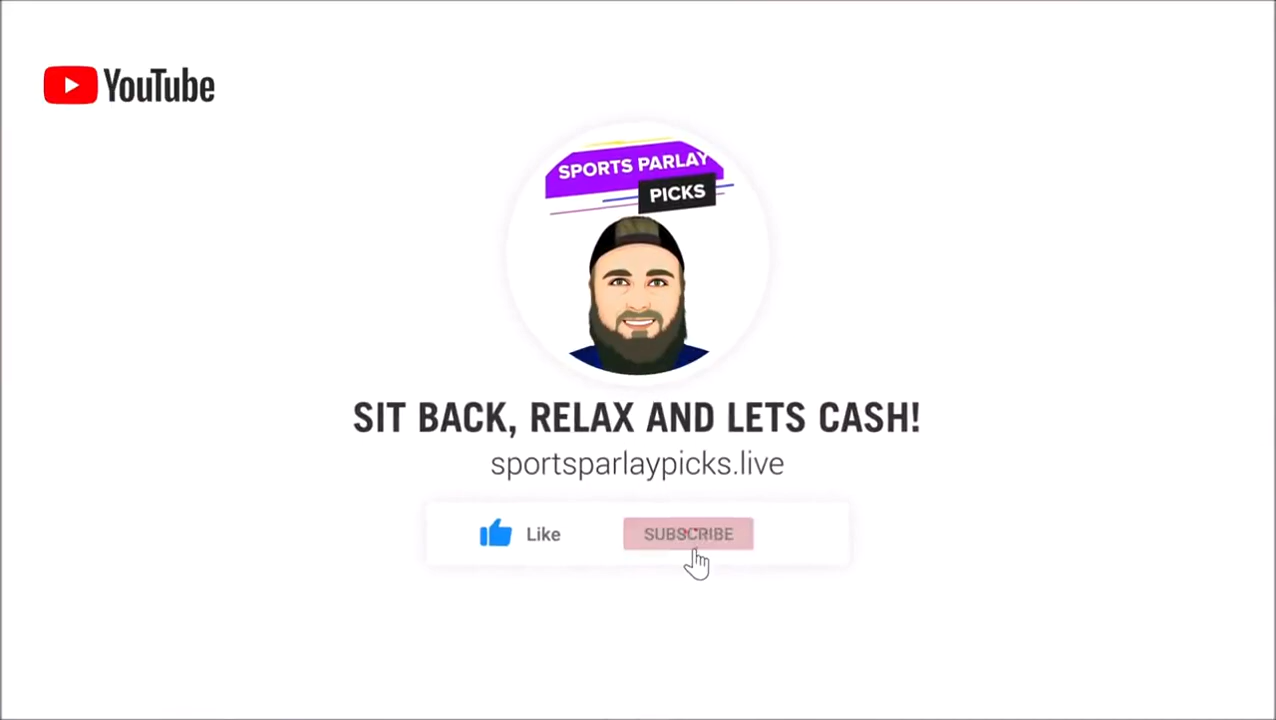 YouTube
SPORTS PARLAY
PICKS
SIT BACK, RELAX AND LETS CASH!
sportsparlaypicks.live
Like
SUBSCRIBE